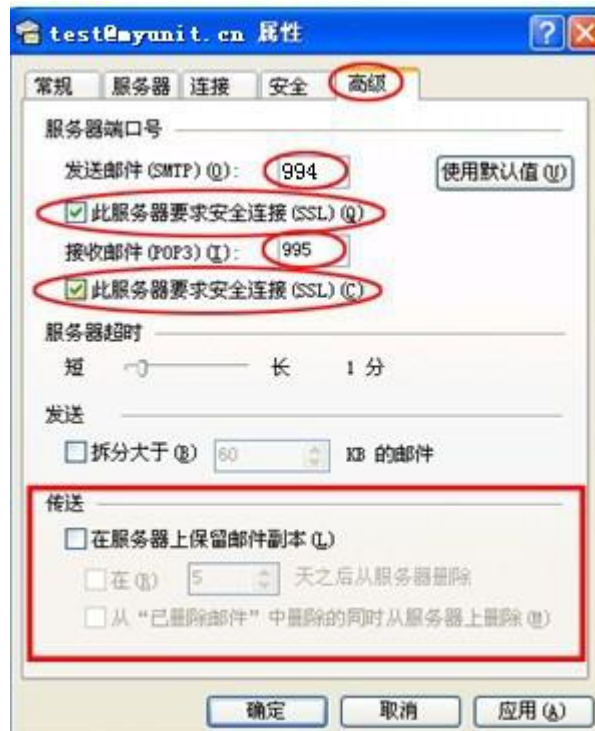 test@myunit.cn 属性
常规 服务器 连接 安全 高级
服务器端口号
发送邮件(SMTP)(O): 994 使用默认值(U)
此服务器要求安全连接(SSL)(Q)
接收邮件(POP3)(I): 995
此服务器要求安全连接(SSL)(C)
服务器超时
短 长 1 分
发送
拆分大于(B) 60 KB 的邮件
传送
在服务器上保留邮件副本(L)
在(R) 5 天之后从服务器删除
从“已删除邮件”中删除的同时从服务器上删除(M)
确定 取消 应用(A)